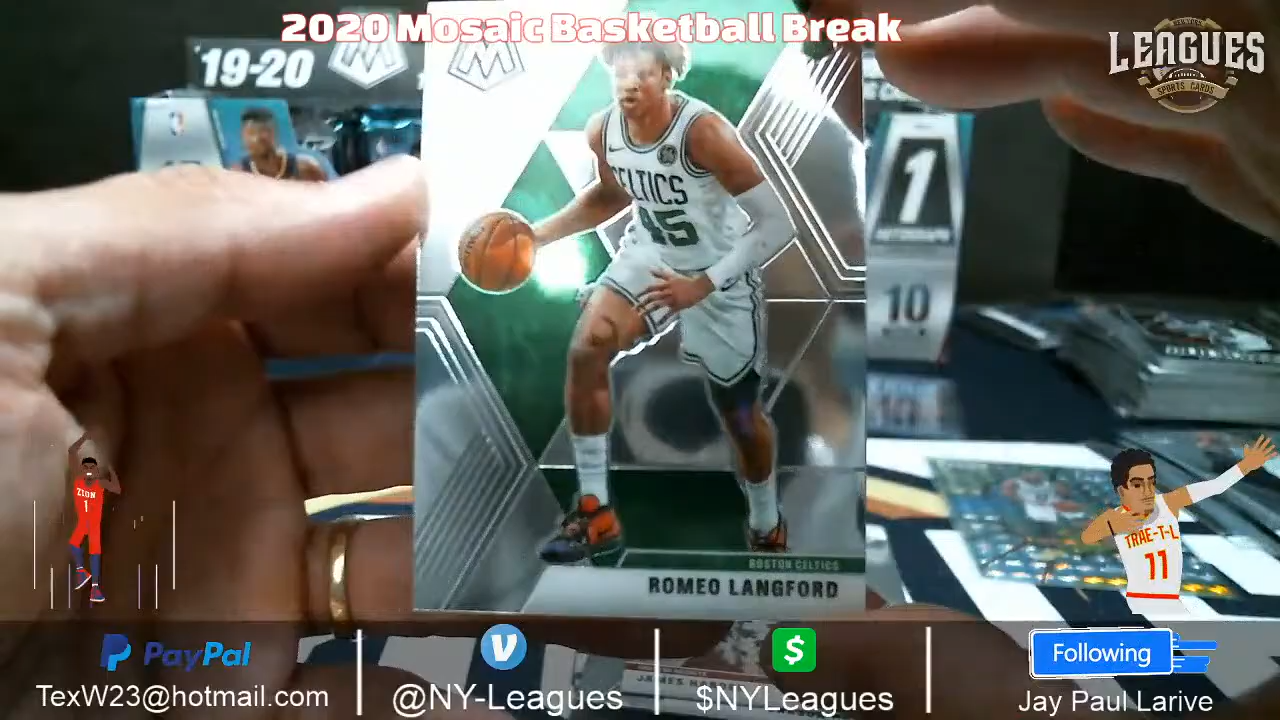 2020 Mosaic Basketball Break
LEAGUES
SPORTS CARDS
19-20
1
AUTOGRAPH
10
CELTICS
45
BOSTON CELTICS
ROMEO LANGFORD
ZION
1
TRAE-T-L
11
PayPal
TexW23@hotmail.com
@NY-Leagues
$
$NYLeagues
Following
Jay Paul Larive